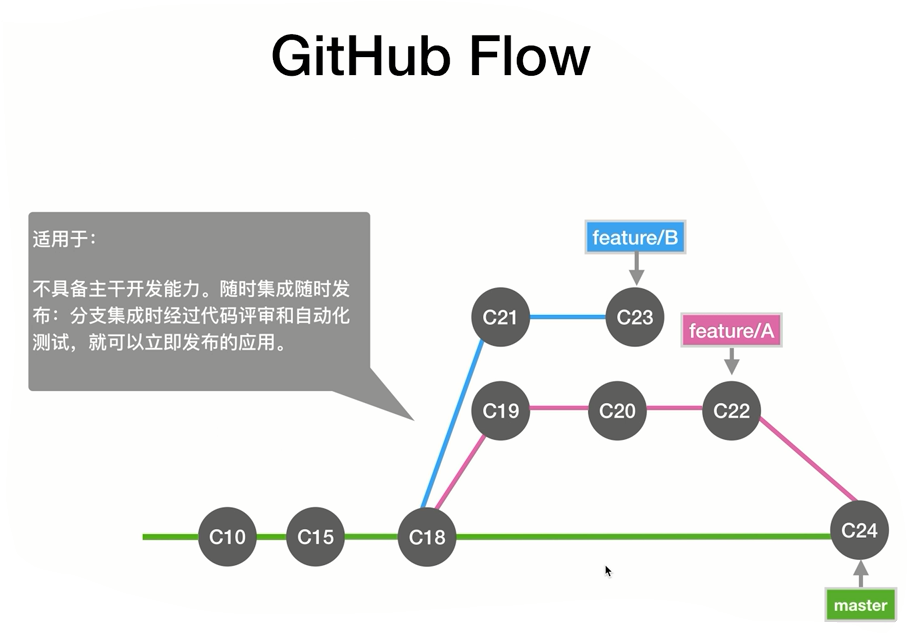 GitHub Flow
适用于：
不具备主干开发能力。随时集成随时发
布：分支集成时经过代码评审和自动化
测试，就可以立即发布的应用。
feature/B
C21
C23
feature/A
C19
C20
C22
C10
C15
C18
C24
master